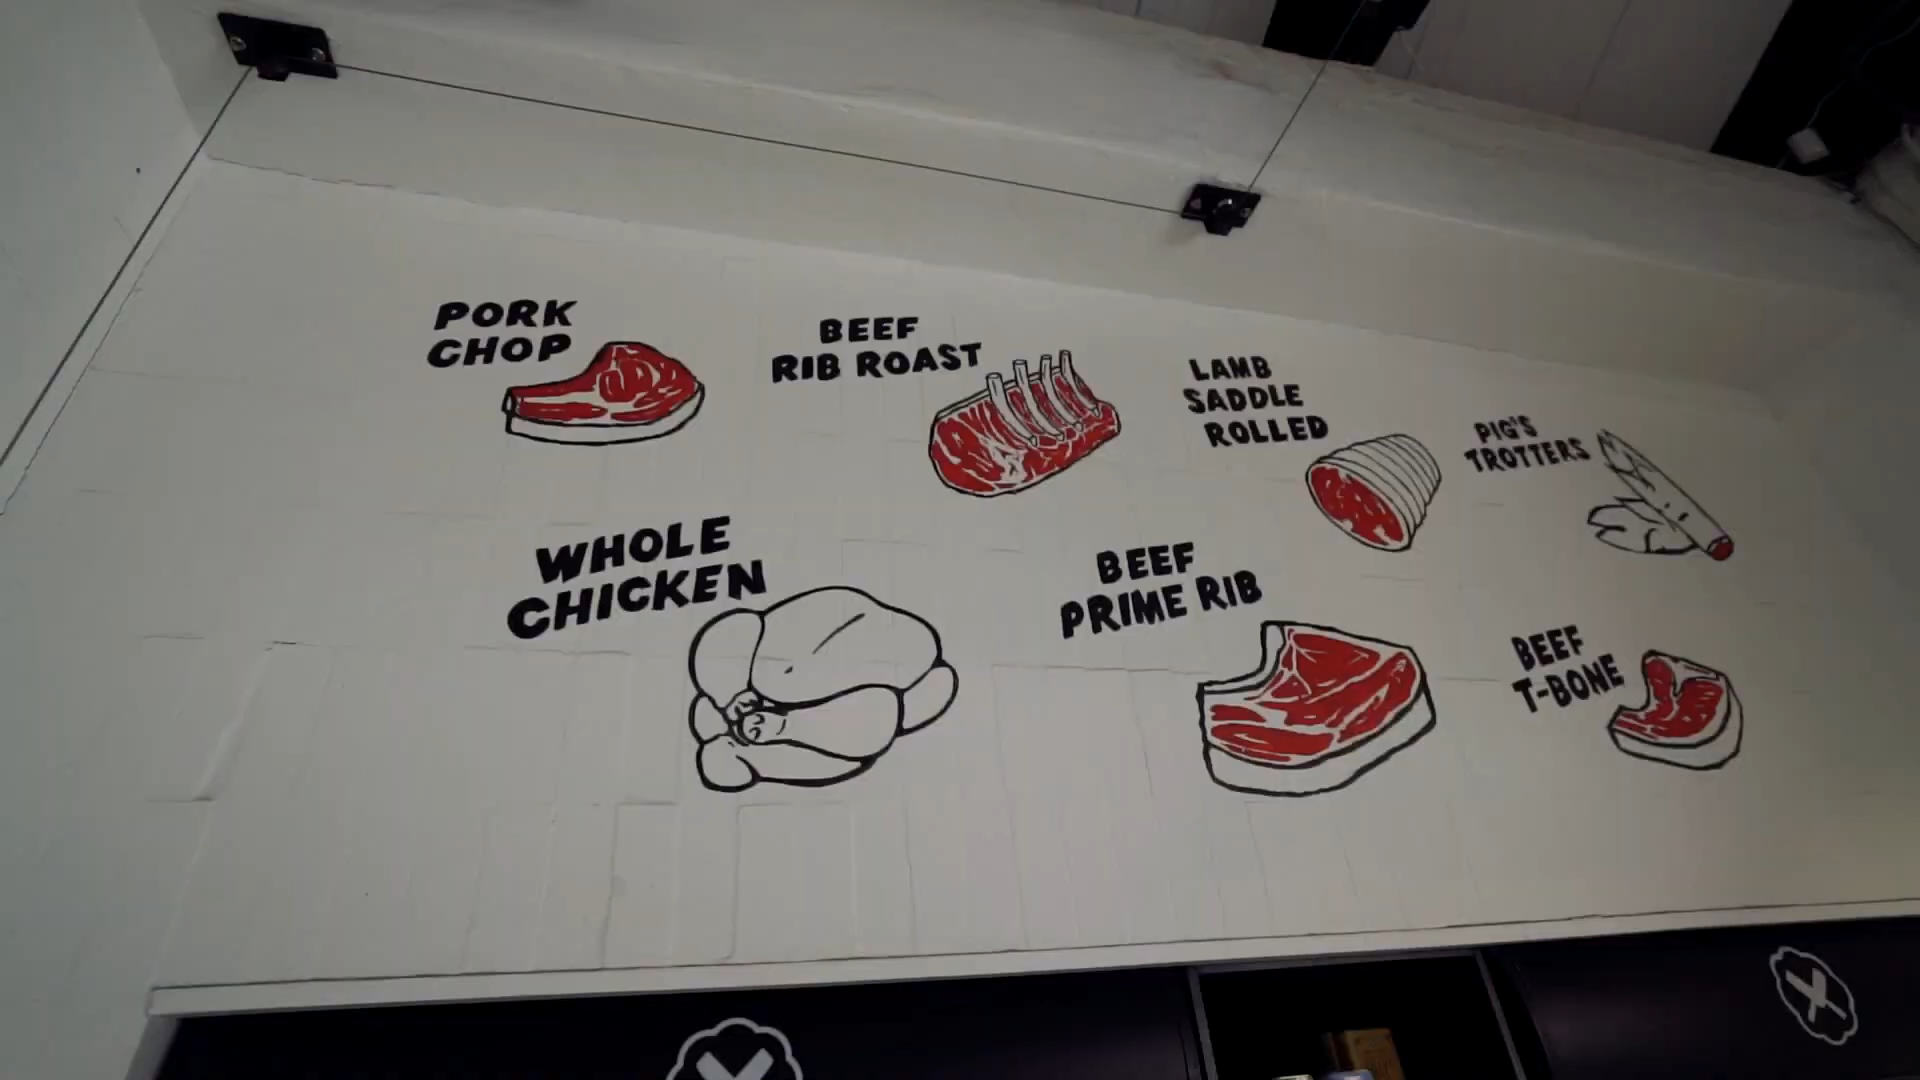 PORK
CHOP
BEEF
RIB ROAST
LAMB
SADDLE
ROLLED
PIG'S
TROTTERS
WHOLE
CHICKEN
BEEF
PRIME RIB
BEEF
T-BONE